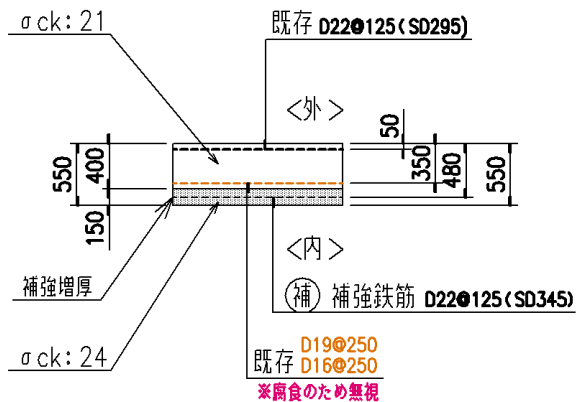 σck: 21
既存 D22@125(SD295)
<外>
50
550
400
350
480
550
150
<内>
補強増厚
補 補強鉄筋 D22@125(SD345)
σck: 24
既存 D19@250
D16@250
※腐食のため無視